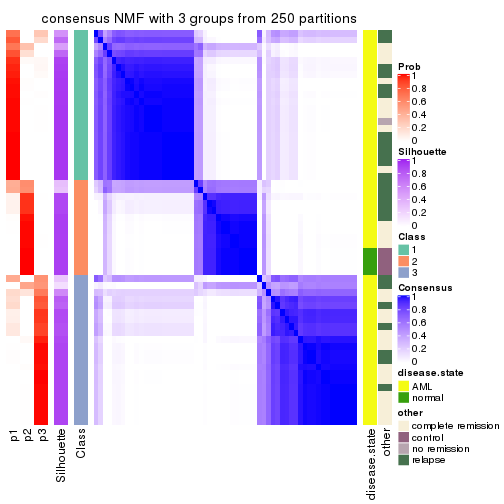 consensus NMF with 3 groups from 250 partitions
Prob
1
0.8
0.6
0.4
0.2
0
Silhouette
1
0.8
0.6
0.4
0.2
0
Class
1
2
3
Consensus
1
0.8
0.6
0.4
0.2
0
disease.state
AML
normal
other
complete remission
control
no remission
relapse
p1
p2
p3
Silhouette
Class
disease.state
other